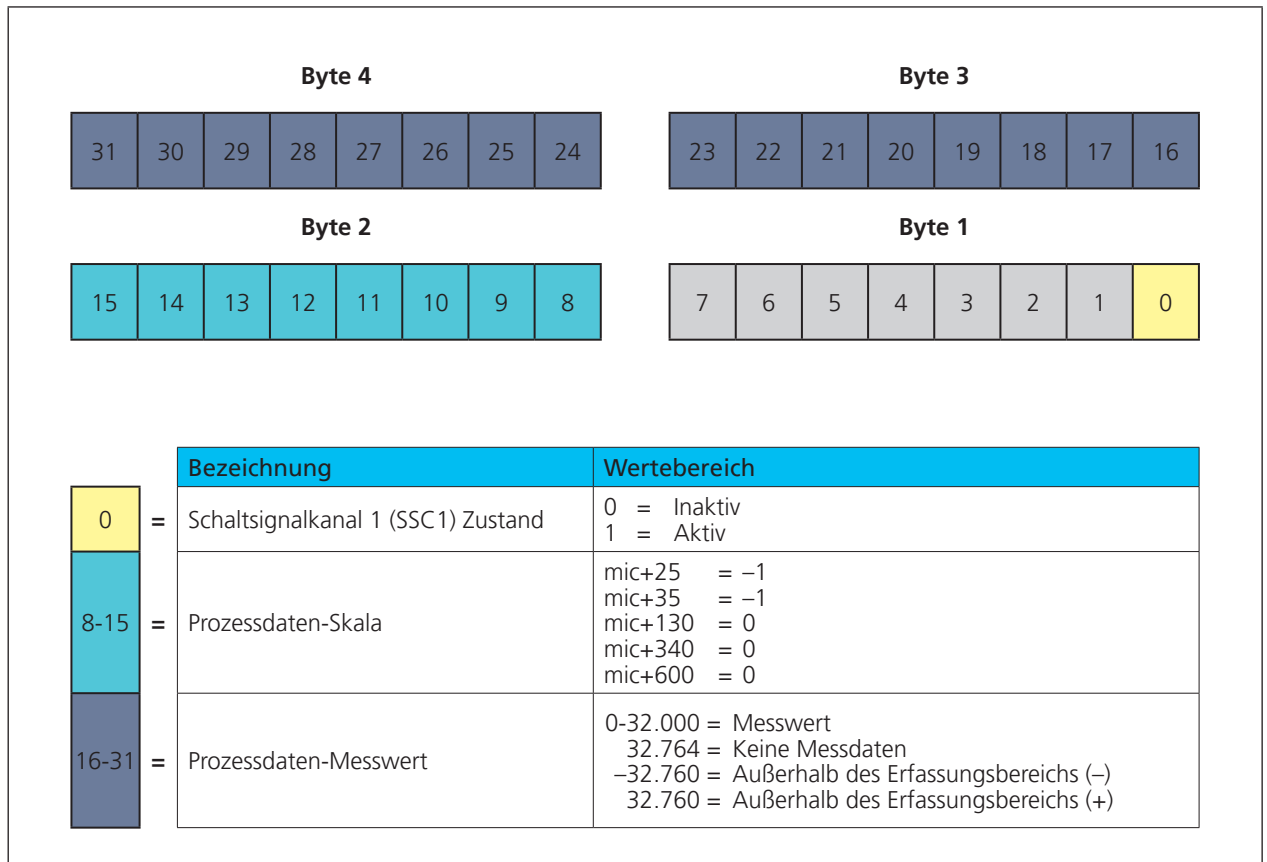 Byte 4 Byte 3
31 30 29 28 27 26 25 24 23 22 21 20 19 18 17 16
Byte 2 Byte 1
15 14 13 12 11 10 9 8 7 6 5 4 3 2 1 0
Bezeichnung Wertebereich
0 = Schaltsignalkanal 1 (SSC1) Zustand
0 = Inaktiv
1 = Aktiv
8-15 = Prozessdaten-Skala
mic+25 = –1
mic+35 = –1
mic+130 = 0
mic+340 = 0
mic+600 = 0
16-31 = Prozessdaten-Messwert
0-32.000 = Messwert
32.764 = Keine Messdaten
–32.760 = Außerhalb des Erfassungsbereichs (–)
32.760 = Außerhalb des Erfassungsbereichs (+)